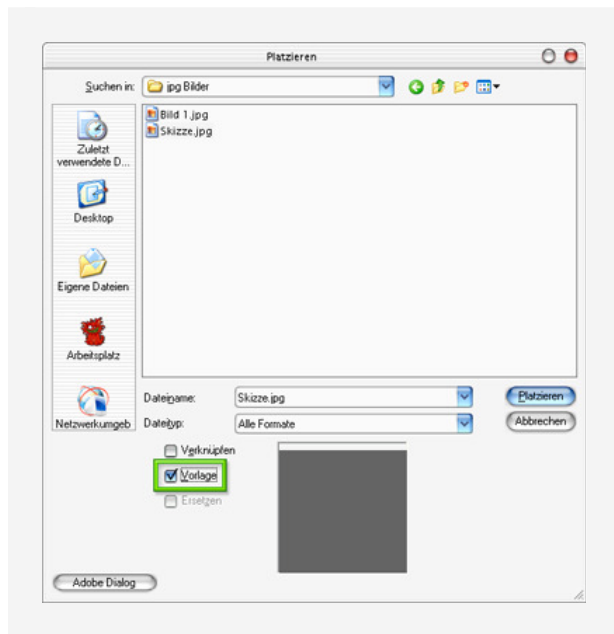 Platzieren
Suchen in:
jpg Bilder
Bild 1.jpg
Skizze.jpg
Zuletzt
verwendete D...
Desktop
Eigene Dateien
Arbeitsplatz
Netzwerkumgeb
Dateiname:
Skizze.jpg
Platzieren
Dateityp:
Alle Formate
Abbrechen
Verknüpfen
Vorlage
Ersetzen
Adobe Dialog